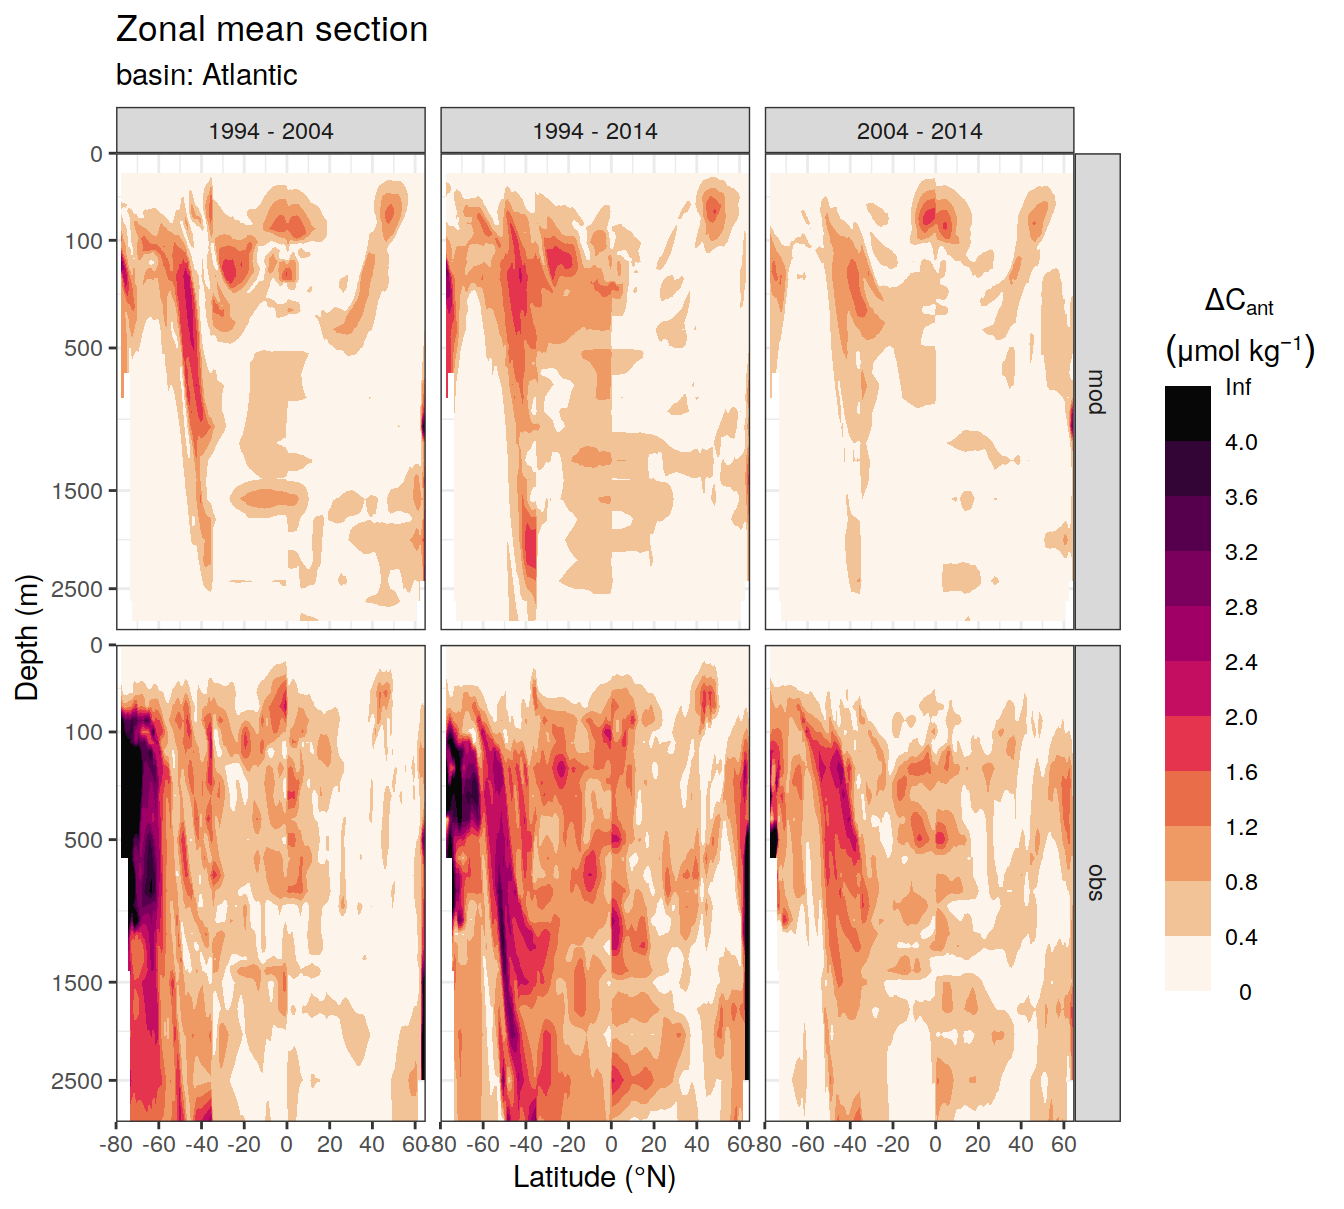 Zonal mean section
basin: Atlantic
1994 - 2004
1994 - 2014
2004 - 2014
0
100
500
1500
2500
mod
0
100
500
1500
2500
obs
Depth (m)
-80 -60 -40 -20 0 20 40 60
-80 -60 -40 -20 0 20 40 60
-80 -60 -40 -20 0 20 40 60
Latitude (°N)
ΔCant
(μmol kg⁻¹)
Inf
4.0
3.6
3.2
2.8
2.4
2.0
1.6
1.2
0.8
0.4
0